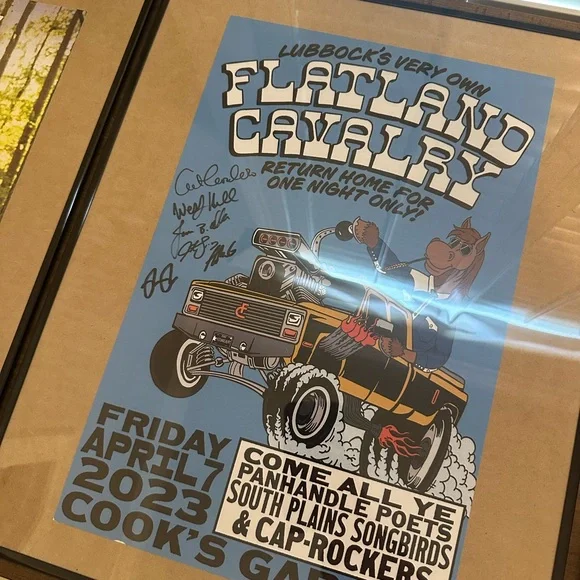 LUBBOCK'S VERY OWN
FLATLAND
CAVALRY
RETURN HOME FOR
ONE NIGHT ONLY!
FRIDAY
APRIL 7
2023
COOK'S
COME ALL YE
PANHANDLE POETS
SOUTH PLAINS SONGBIRDS
& CAP-ROCKERS